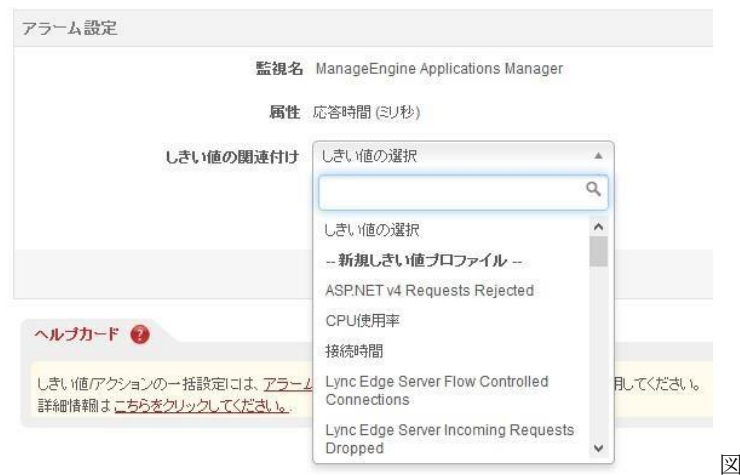 アラーム設定
監視名 ManageEngine Applications Manager
属性 応答時間 (ミリ秒)
しきい値の関連付け しきい値の選択
しきい値の選択
-- 新規しきい値プロファイル --
ASP.NET v4 Requests Rejected
CPU使用率
接続時間
Lync Edge Server Flow Controlled
Connections
Lync Edge Server Incoming Requests
Dropped
ヘルプカード ?
しきい値/アクションの一括設定には、アラーム
用してください。
詳細情報はこちらをクリックしてください。.
図